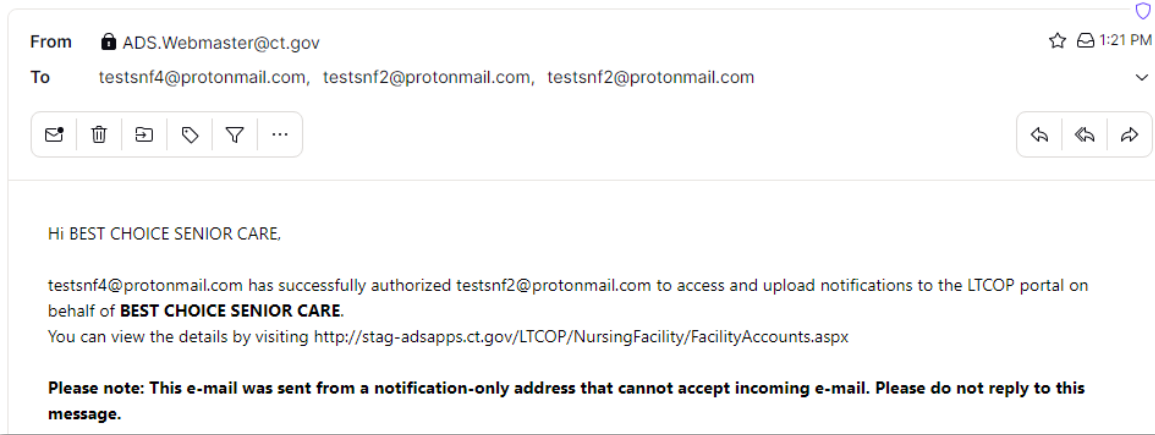 From ADS.Webmaster@ct.gov 1:21 PM
To testsnf4@protonmail.com, testsnf2@protonmail.com, testsnf2@protonmail.com
Hi BEST CHOICE SENIOR CARE,
testsnf4@protonmail.com has successfully authorized testsnf2@protonmail.com to access and upload notifications to the LTCOP portal on
behalf of BEST CHOICE SENIOR CARE.
You can view the details by visiting http://stag-adsapps.ct.gov/LTCOP/NursingFacility/FacilityAccounts.aspx
Please note: This e-mail was sent from a notification-only address that cannot accept incoming e-mail. Please do not reply to this
message.